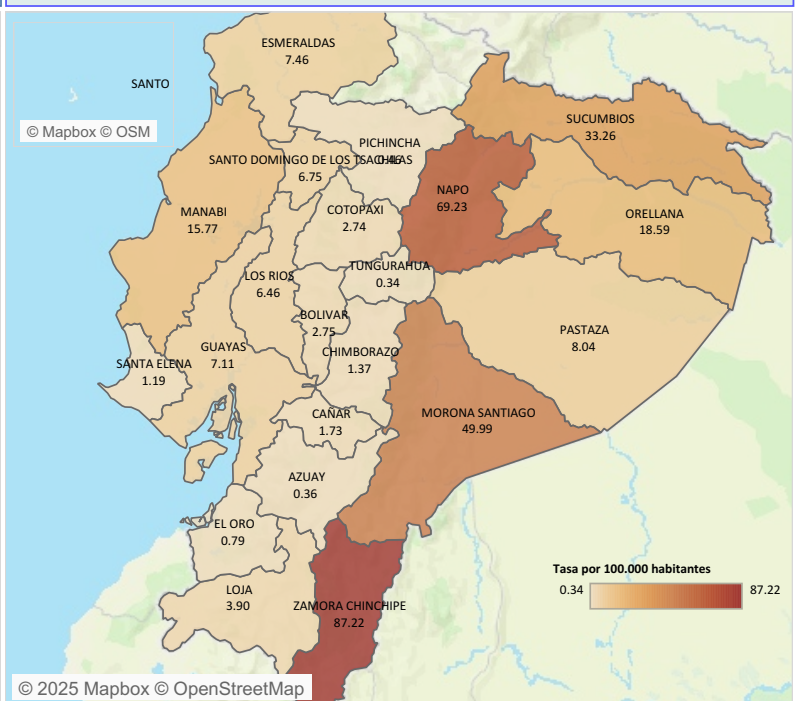 ESMERALDAS
7.46
SANTO
© Mapbox © OSM
SUCUMBIOS
33.26
PICHINCHA
SANTO DOMINGO DE LOS TSACHILAS
6.75
NAPO
69.23
MANABI
15.77
COTOPAXI
2.74
ORELLANA
18.59
TUNGURAHUA
0.34
LOS RIOS
6.46
BOLIVAR
2.75
PASTAZA
8.04
GUAYAS
7.11
CHIMBORAZO
1.37
SANTA ELENA
1.19
CAÑAR
1.73
MORONA SANTIAGO
49.99
AZUAY
0.36
EL ORO
0.79
Tasa por 100.000 habitantes
0.34 87.22
LOJA
3.90
ZAMORA CHINCHIPE
87.22
© 2025 Mapbox © OpenStreetMap